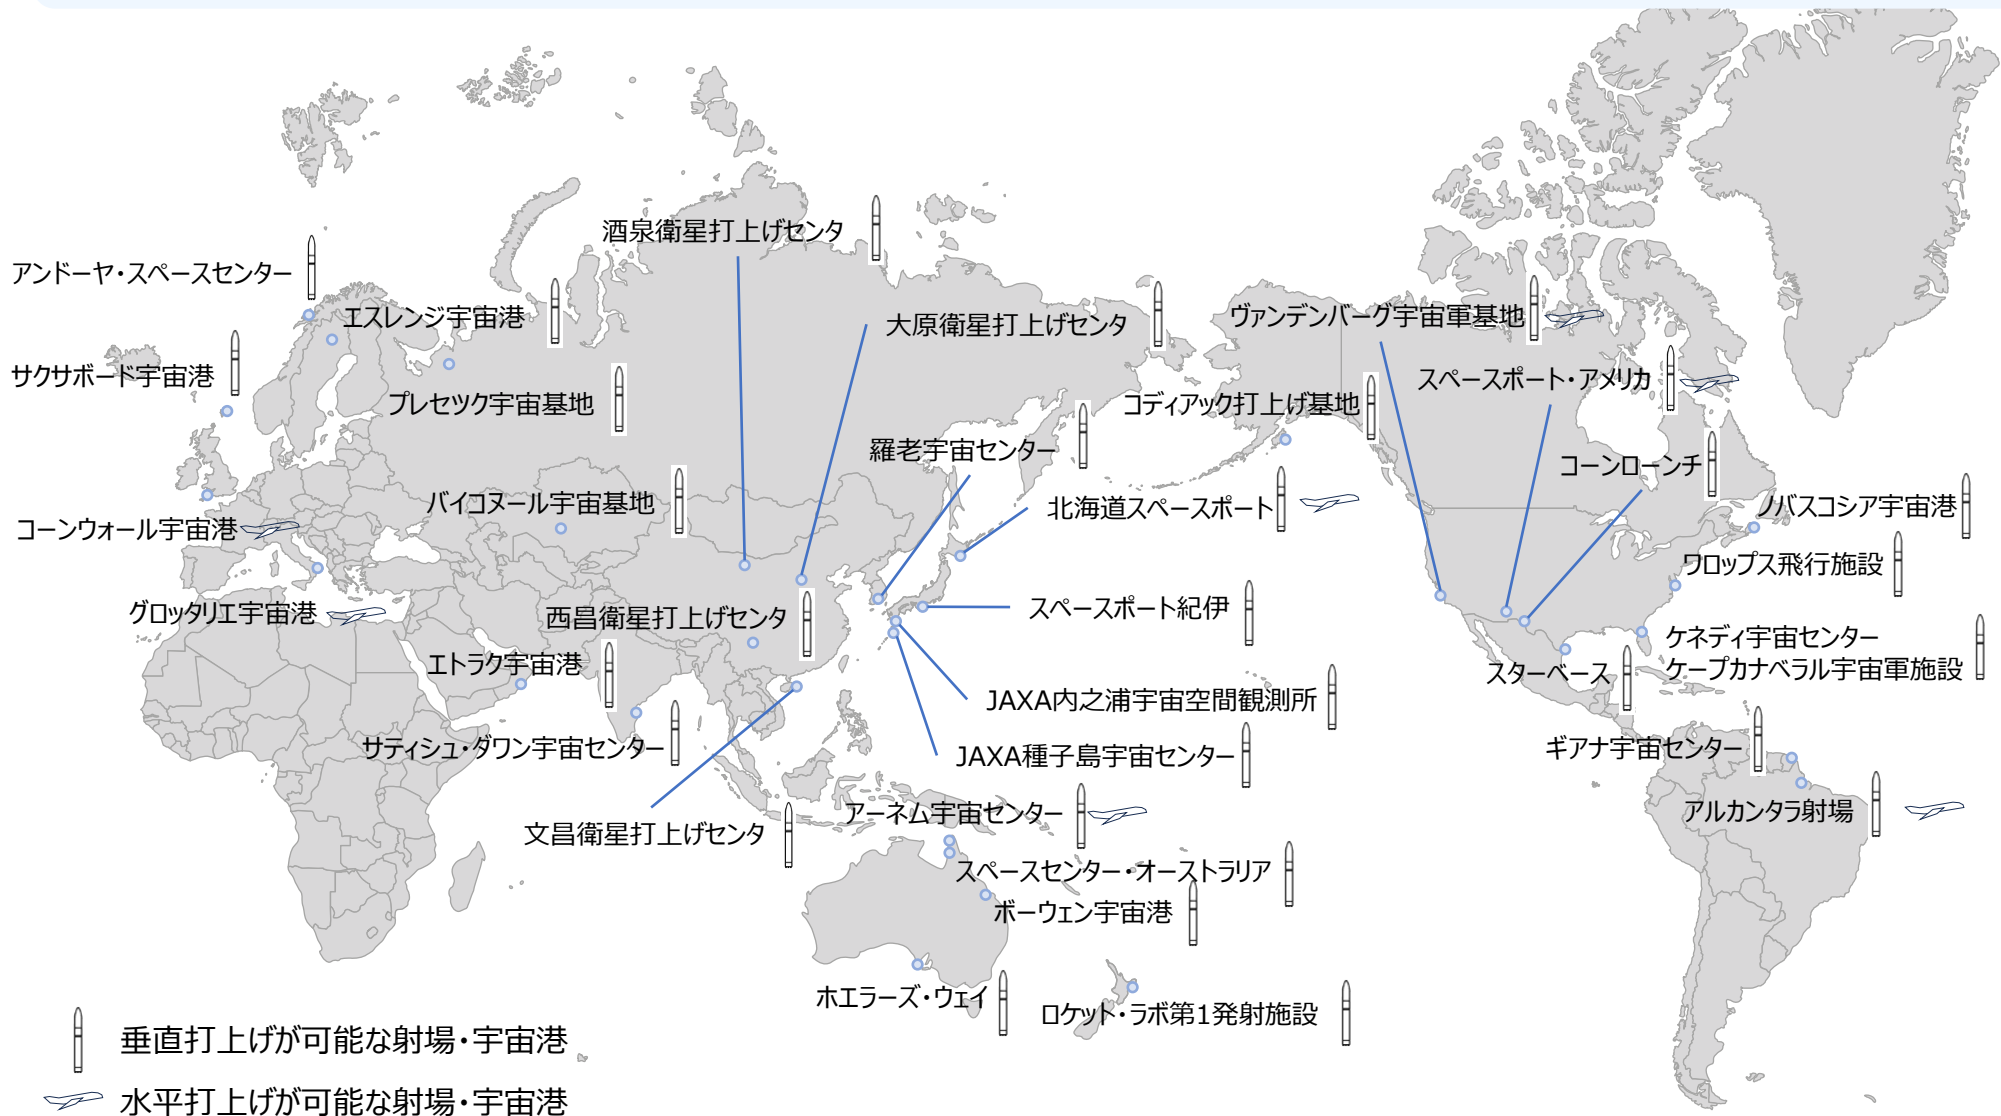 酒泉衛星打上げセンタ
アンドーヤ・スペースセンター
エスレンジ宇宙港
大原衛星打上げセンタ
ヴァンデンバーグ宇宙軍基地
サクサボード宇宙港
スペースポート・アメリカ
プレセツク宇宙基地
コディアック打上げ基地
羅老宇宙センター
コーンローンチ
バイコヌール宇宙基地
北海道スペースポート
ノバスコシア宇宙港
コーンウォール宇宙港
ワロップス飛行施設
グロッタリエ宇宙港
西昌衛星打上げセンタ
スペースポート紀伊
ケネディ宇宙センター
ケープカナベラル宇宙軍施設
エトラク宇宙港
スターベース
JAXA内之浦宇宙空間観測所
サティシュ・ダワン宇宙センター
JAXA種子島宇宙センター
ギアナ宇宙センター
文昌衛星打上げセンタ
アーネム宇宙センター
アルカンタラ射場
スペースセンター・オーストラリア
ボーウェン宇宙港
ホエラーズ・ウェイ
ロケット・ラボ第1発射施設
垂直打上げが可能な射場・宇宙港
水平打上げが可能な射場・宇宙港